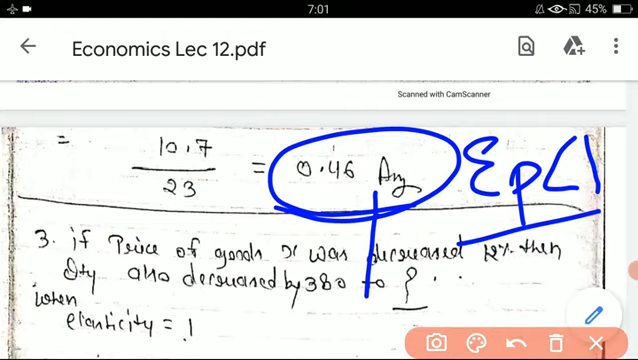 7:01
45%
Economics Lec 12.pdf
Scanned with CamScanner
= 10.7 / 23 = 0.46 Ans
Ep<1
3. if Price of goods x was decreased 12% then
Qty also decreased by 380 to ?
when
elasticity = 1